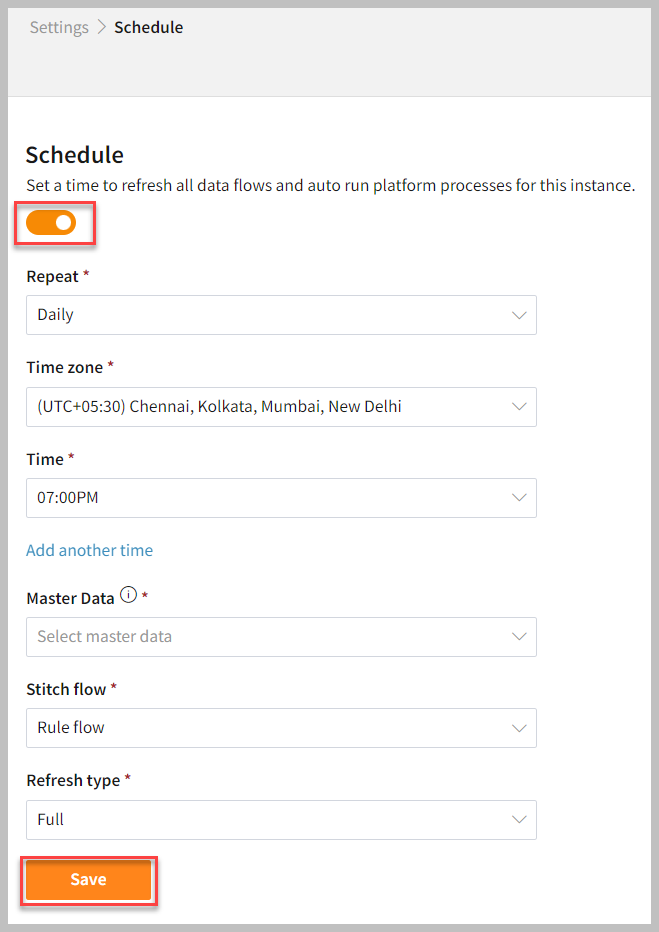 Settings > Schedule
Schedule
Set a time to refresh all data flows and auto run platform processes for this instance.
Repeat *
Daily
Time zone *
(UTC+05:30) Chennai, Kolkata, Mumbai, New Delhi
Time *
07:00PM
Add another time
Master Data ⓘ *
Select master data
Stitch flow *
Rule flow
Refresh type *
Full
Save